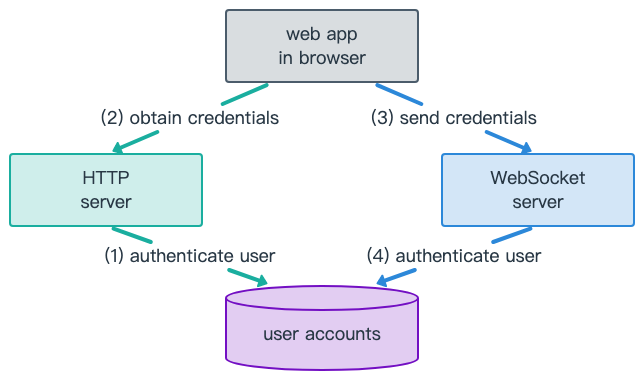 web app
in browser
(2) obtain credentials
(3) send credentials
HTTP
server
WebSocket
server
(1) authenticate user
(4) authenticate user
user accounts